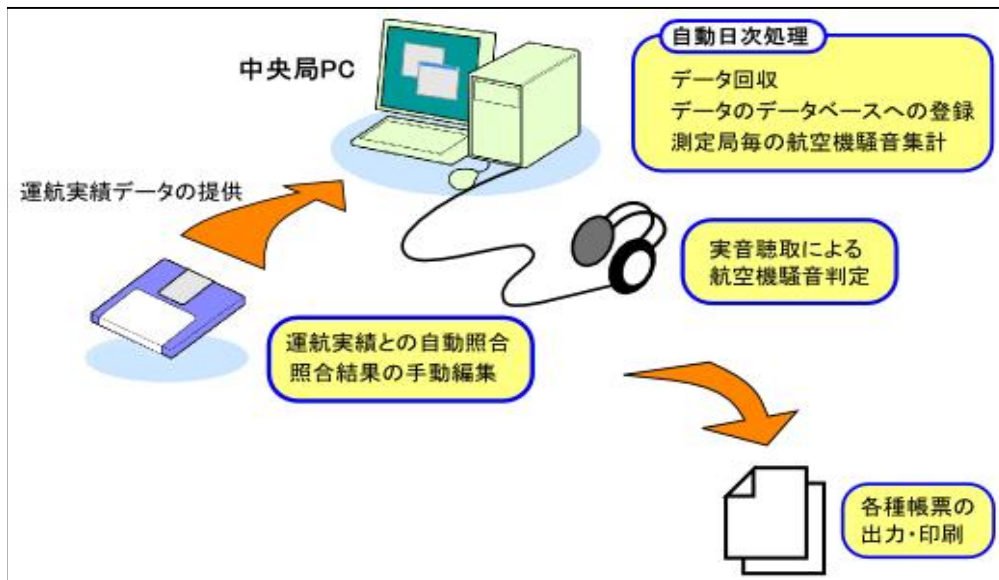 中央局PC
自動日次処理
データ回収
データのデータベースへの登録
測定局毎の航空機騒音集計
運航実績データの提供
実音聴取による
航空機騒音判定
運航実績との自動照合
照合結果の手動編集
各種帳票の
出力・印刷